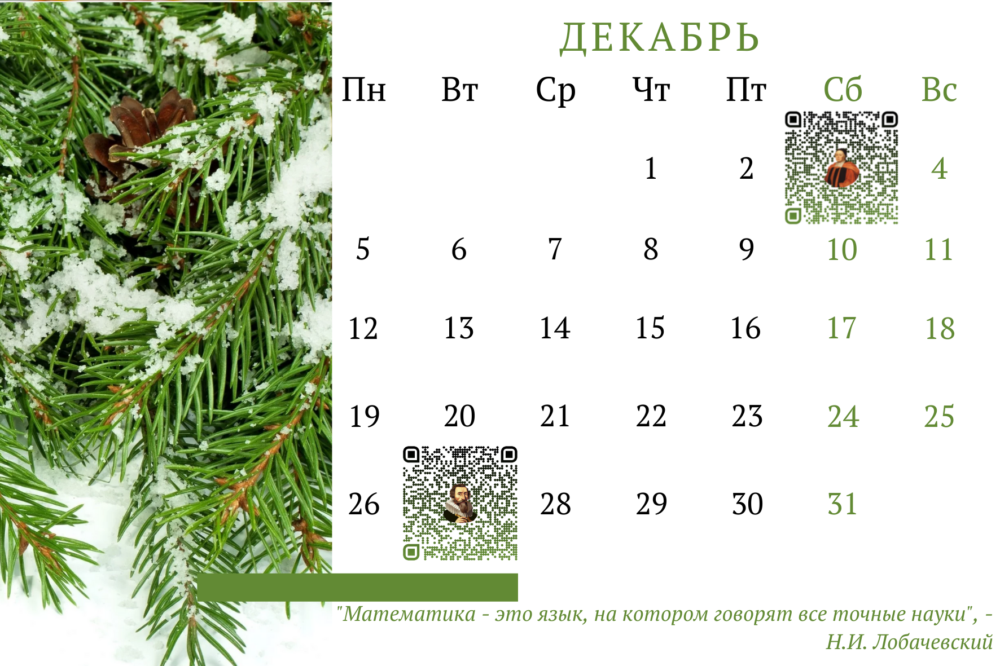 ДЕКАБРЬ
Пн Вт Ср Чт Пт Сб Вс
1 2 4
5 6 7 8 9 10 11
12 13 14 15 16 17 18
19 20 21 22 23 24 25
26 28 29 30 31
"Математика - это язык, на котором говорят все точные науки", -
Н.И. Лобачевский